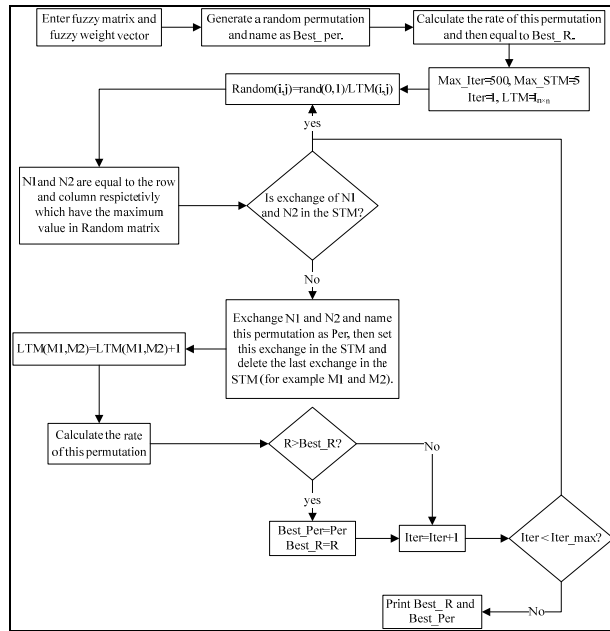 Enter fuzzy matrix and
fuzzy weight vector
Generate a random permutation
and name as Best_ per.
Calculate the rate of this permutation
and then equal to Best_R.
Max_Iter=500, Max_STM=5
Iter=1, LTM=1n×n
Random(i,j)=rand(0,1)/LTM(i,j)
yes
N1 and N2 are equal to the row
and column respictetivly
which have the maximum
value in Random matrix
Is exchange of N1
and N2 in the STM?
No
Exchange N1 and N2 and name
this permutation as Per, then set
this exchange in the STM and
delete the last exchange in the
STM (for example M1 and M2).
LTM(M1,M2)=LTM(M1,M2)+1
Calculate the rate
of this permutation
R>Best_R?
No
yes
Best_Per=Per
Best_R=R
Iter=Iter+1
Iter<Iter_max?
No
Print Best_R and
Best_Per